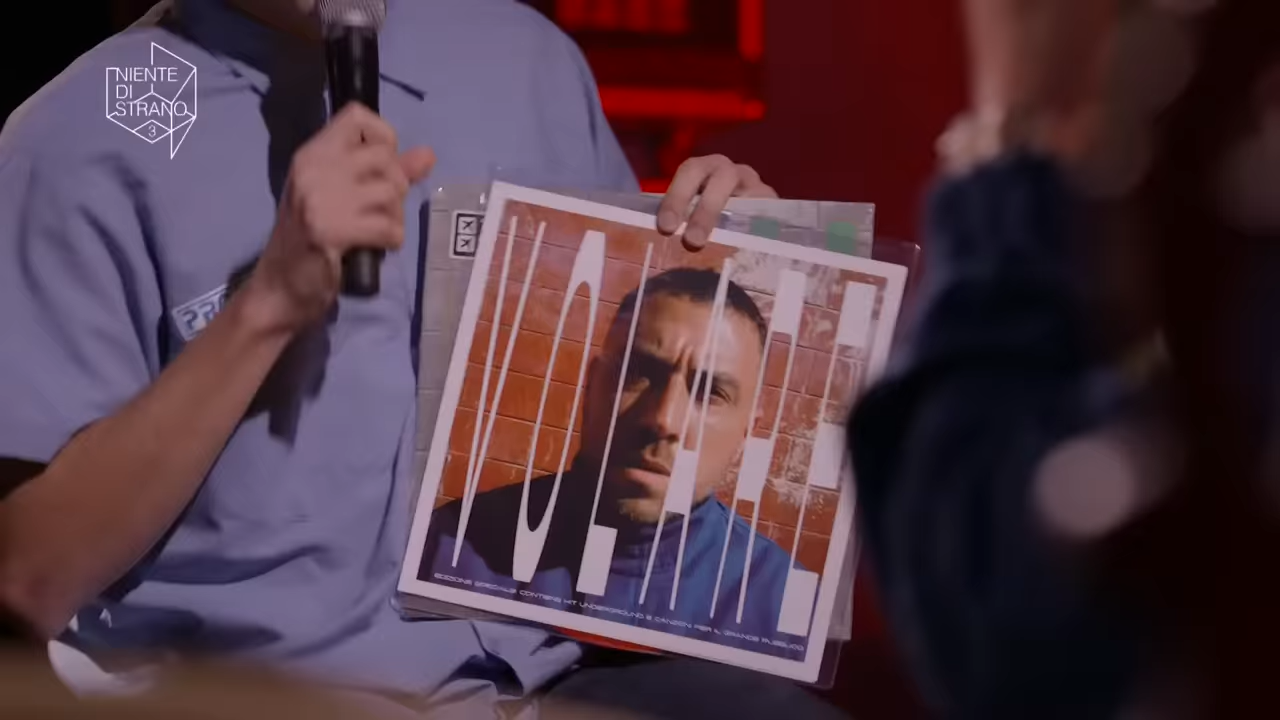 NIENTE
DI
STRANO
3
VOLARE
EDIZIONE SPECIALE CONTIENE HIT UNDERGROUND E CANZONI PER IL GRANDE PUBBLICO